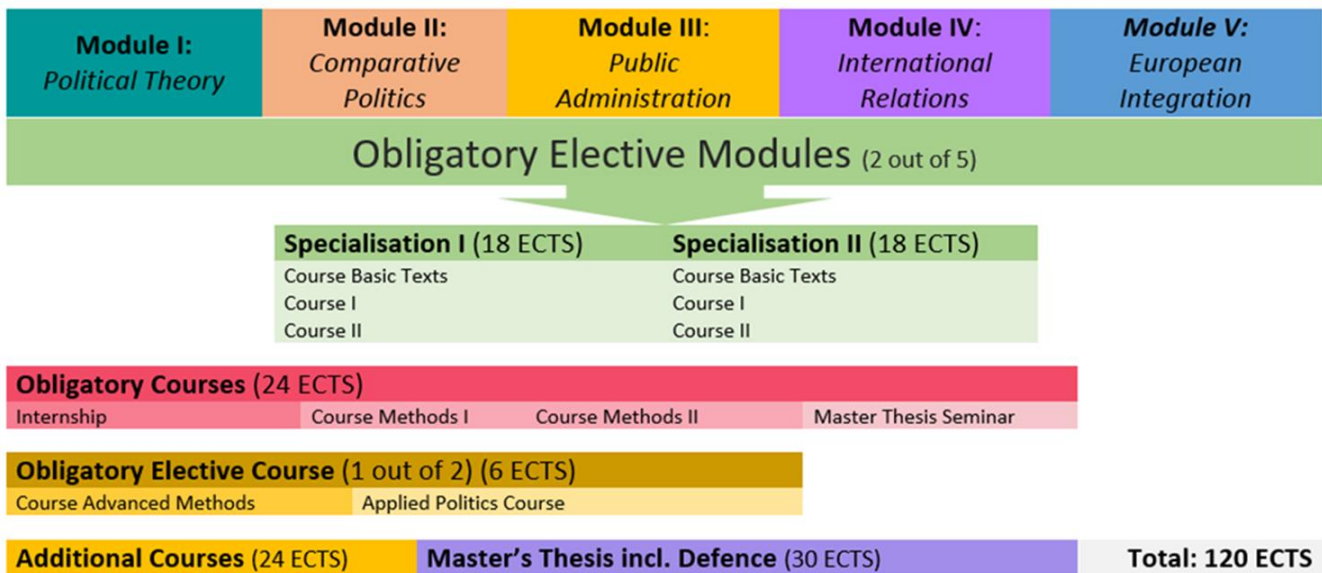 Module I:
Political Theory
Module II:
Comparative
Politics
Module III:
Public
Administration
Module IV:
International
Relations
Module V:
European
Integration
Obligatory Elective Modules (2 out of 5)
Specialisation I (18 ECTS)
Course Basic Texts
Course I
Course II
Specialisation II (18 ECTS)
Course Basic Texts
Course I
Course II
Obligatory Courses (24 ECTS)
Internship
Course Methods I
Course Methods II
Master Thesis Seminar
Obligatory Elective Course (1 out of 2) (6 ECTS)
Course Advanced Methods
Applied Politics Course
Additional Courses (24 ECTS)
Master's Thesis incl. Defence (30 ECTS)
Total: 120 ECTS